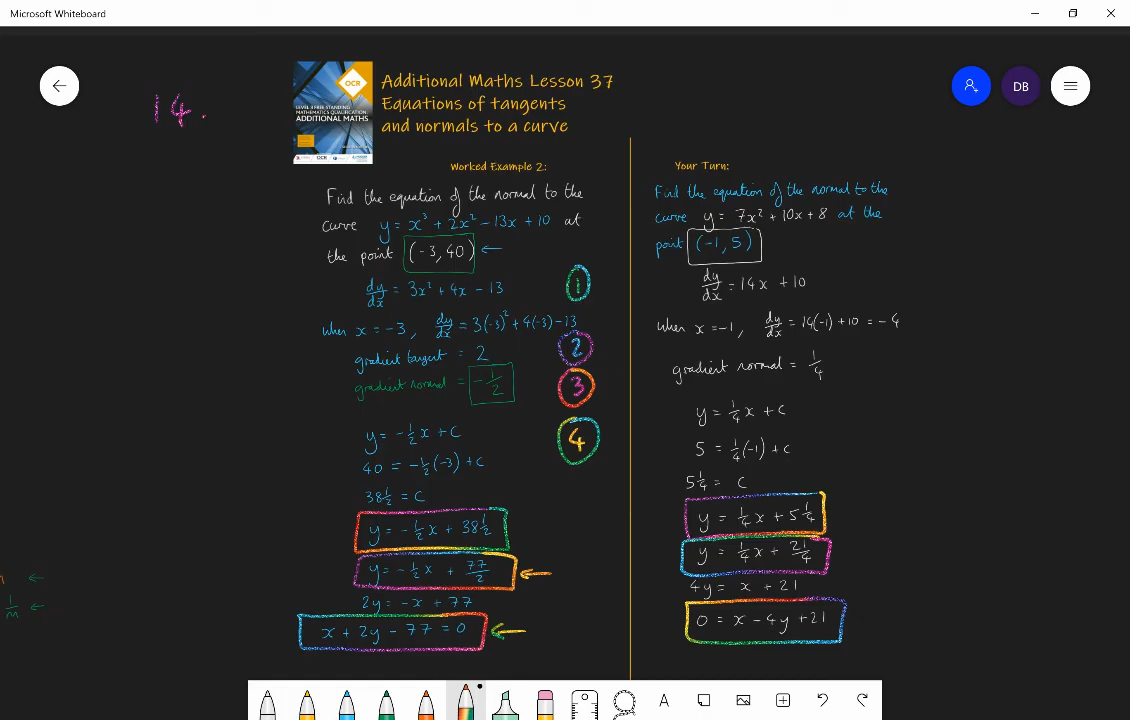 Microsoft Whiteboard
14.
OCR
LEVEL 3 FREE STANDING
MATHEMATICS QUALIFICATION:
ADDITIONAL MATHS
Additional Maths Lesson 37
Equations of tangents
and normals to a curve
DB
Worked Example 2:
Find the equation of the normal to the
curve y = x³ + 2x² - 13x + 10 at
the point (-3, 40) ←
dy/dx = 3x² + 4x - 13
1
when x = -3, dy/dx = 3(-3)² + 4(-3) - 13
gradient tangent = 2
2
gradient normal = -1/2
3
y = -1/2 x + C
4
40 = -1/2 (-3) + C
38 1/2 = C
y = -1/2 x + 38 1/2
y = -1/2 x + 77/2 ←
2y = -x + 77
x + 2y - 77 = 0 ←
Your Turn:
Find the equation of the normal to the
curve y = 7x² + 10x + 8 at the
point (-1, 5)
dy/dx = 14x + 10
when x = -1, dy/dx = 14(-1) + 10 = -4
gradient normal = 1/4
y = 1/4 x + C
5 = 1/4 (-1) + C
5 1/4 = C
y = 1/4 x + 5 1/4
y = 1/4 x + 21/4
4y = x + 21
0 = x - 4y + 21
←
1/m ←
A